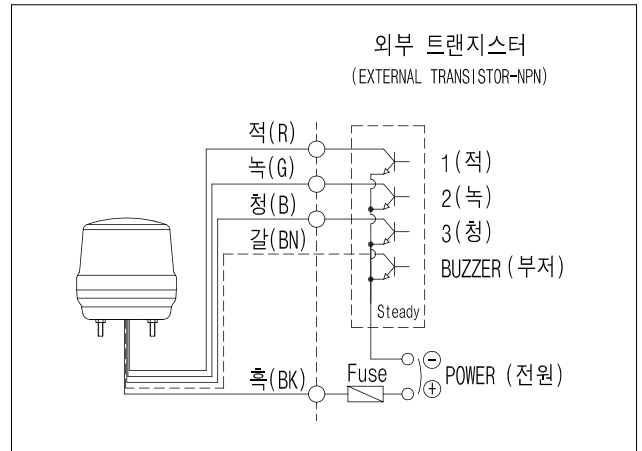 외부 트랜지스터
(EXTERNAL TRANSISTOR-NPN)
적(R)
1(적)
녹(G)
2(녹)
청(B)
3(청)
갈(BN)
BUZZER (부저)
Steady
Fuse
POWER (전원)
흑(BK)